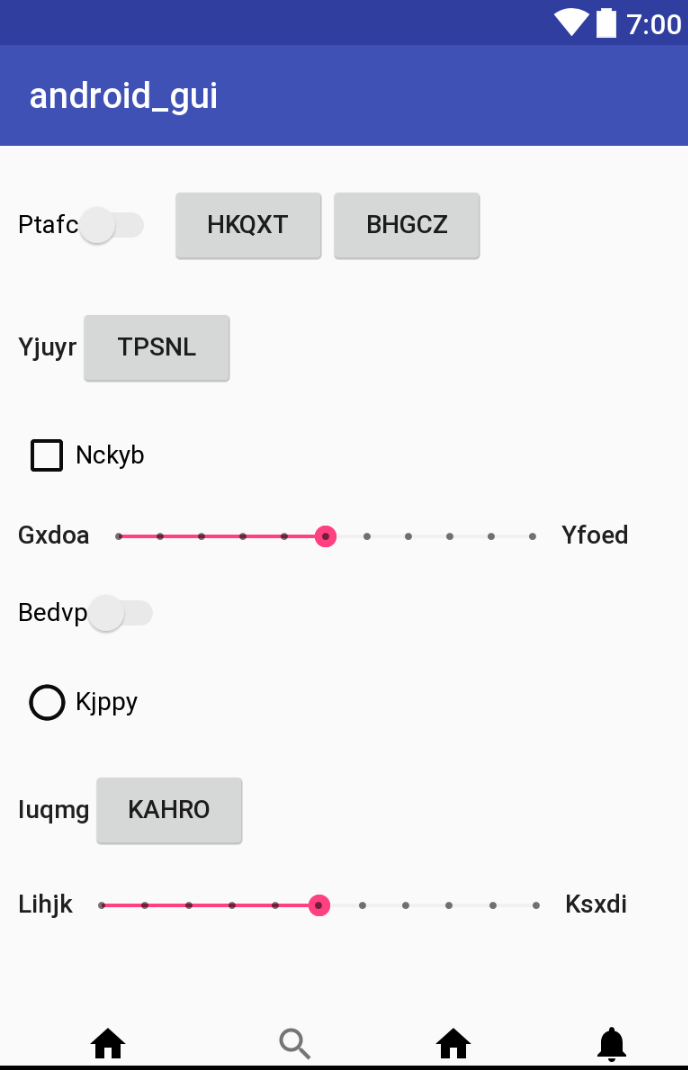 7:00
android_gui
Ptafc HKQXT BHGCZ
Yjuyr TPSNL
Nckyb
Gxdoa Yfoed
Bedvp
Kjppy
Iuqmg KAHRO
Lihjk Ksxdi